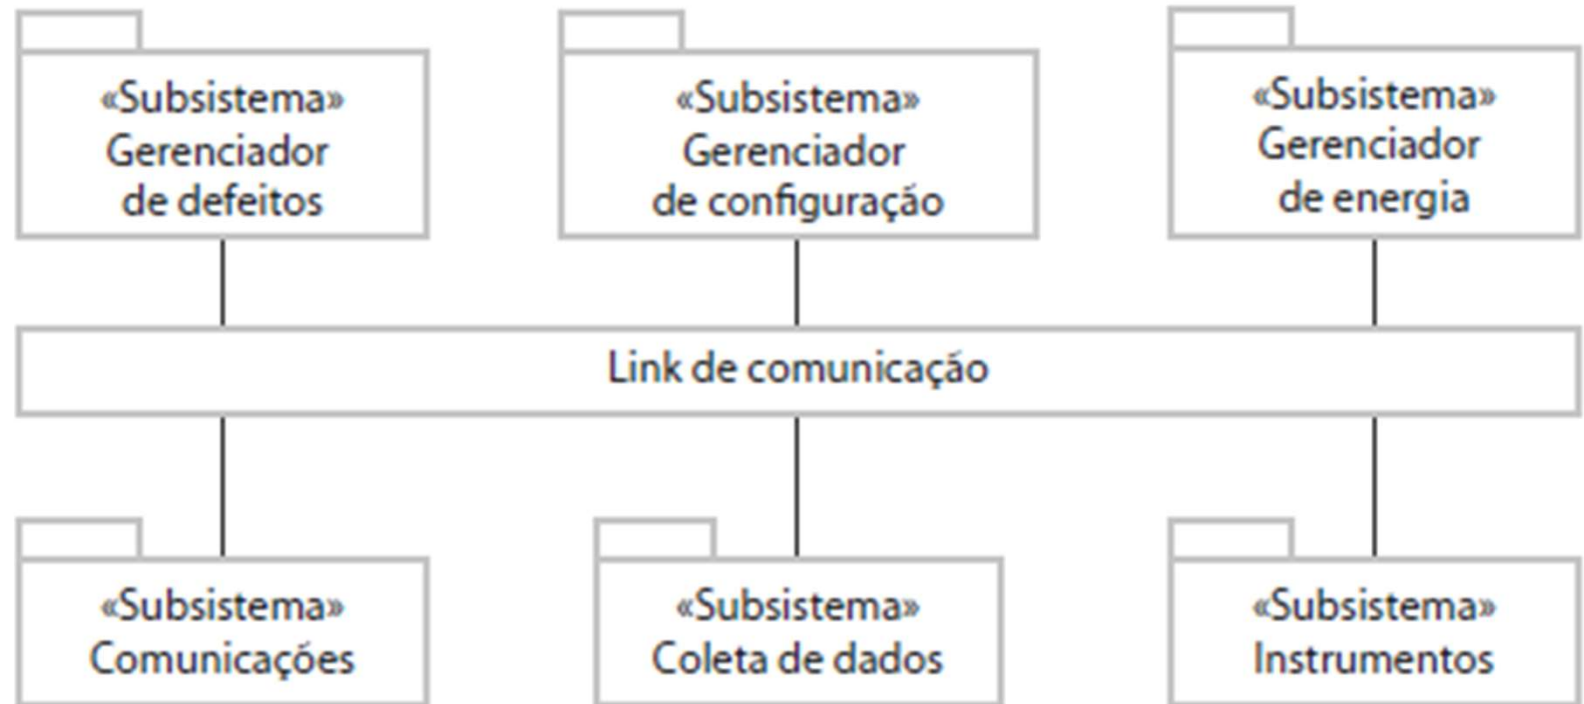 «Subsistema»
Gerenciador
de defeitos
«Subsistema»
Gerenciador
de configuração
«Subsistema»
Gerenciador
de energia
Link de comunicação
«Subsistema»
Comunicações
«Subsistema»
Coleta de dados
«Subsistema»
Instrumentos